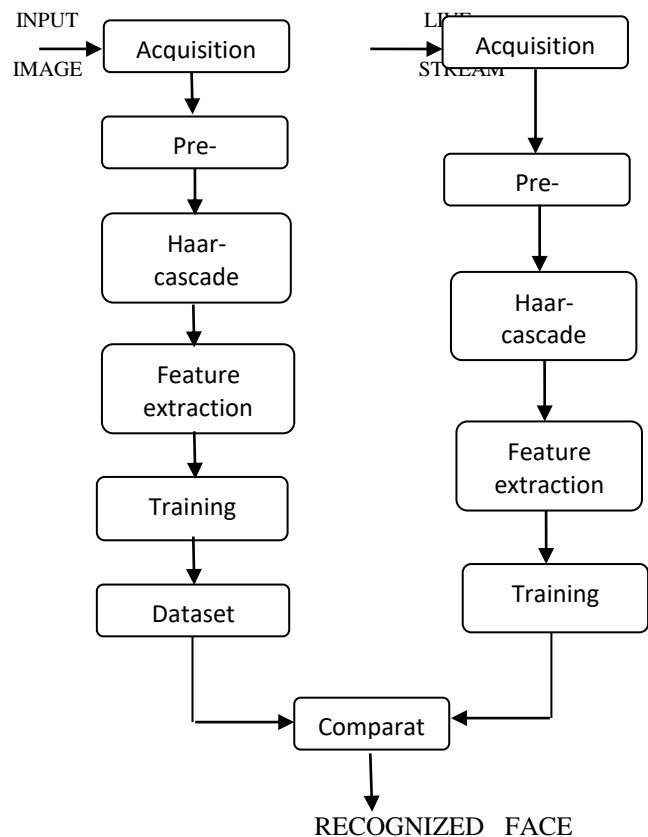 INPUT
IMAGE
Acquisition
Pre-
Haar-
cascade
Feature
extraction
Training
Dataset
LIVE
STREAM
Acquisition
Pre-
Haar-
cascade
Feature
extraction
Training
Comparat
RECOGNIZED FACE